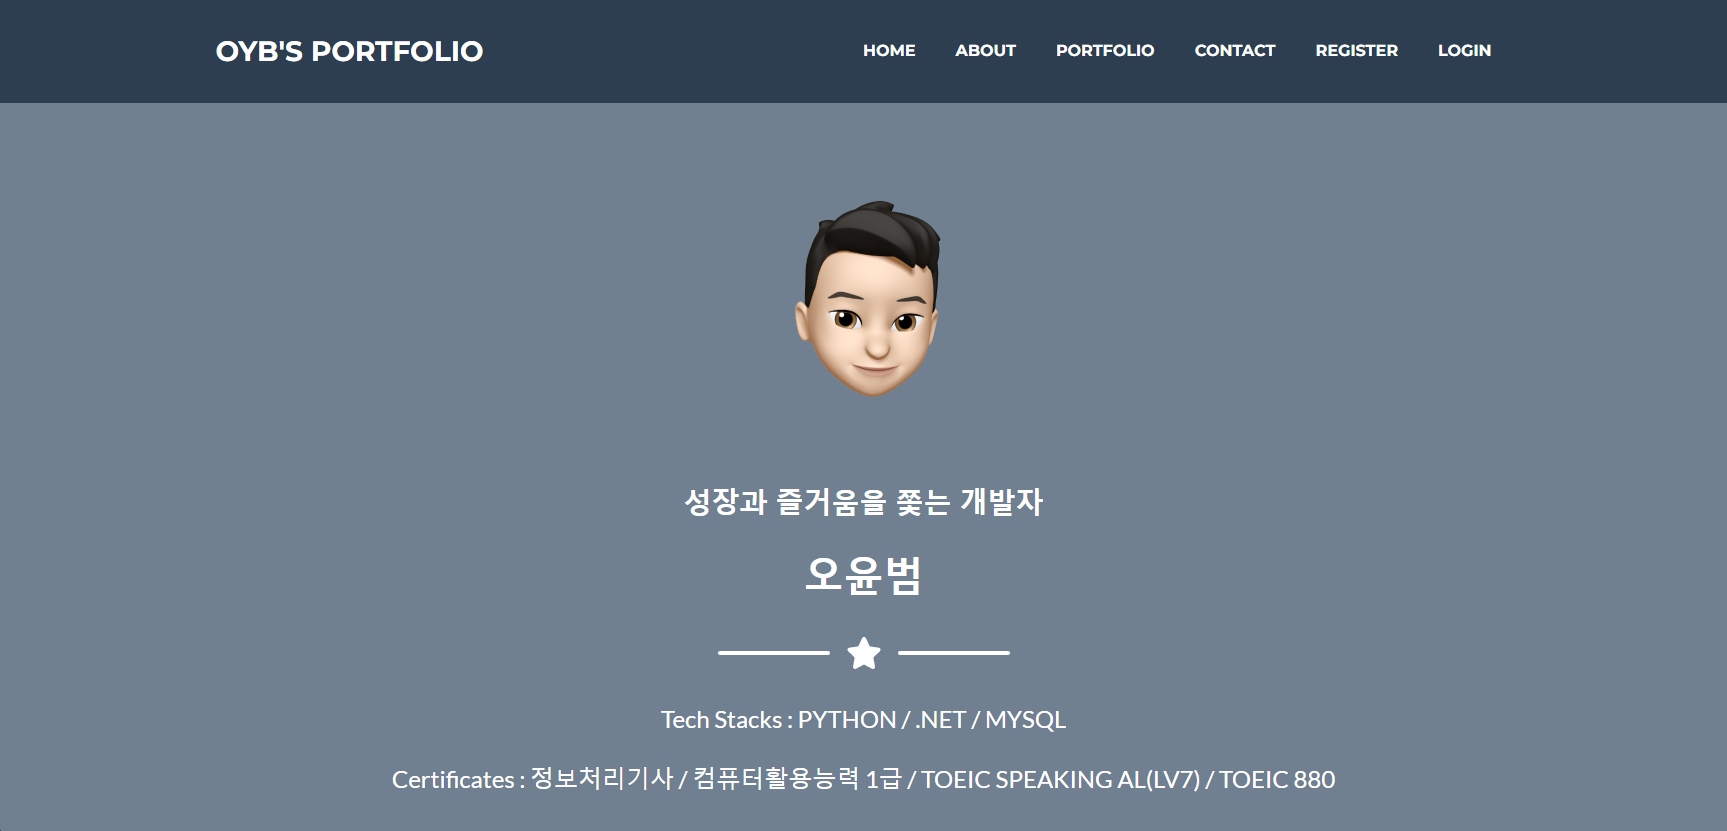 OYB'S PORTFOLIO
HOME ABOUT PORTFOLIO CONTACT REGISTER LOGIN
성장과 즐거움을 쫓는 개발자
오윤범
Tech Stacks : PYTHON / .NET / MYSQL
Certificates : 정보처리기사 / 컴퓨터활용능력 1급 / TOEIC SPEAKING AL(LV7) / TOEIC 880